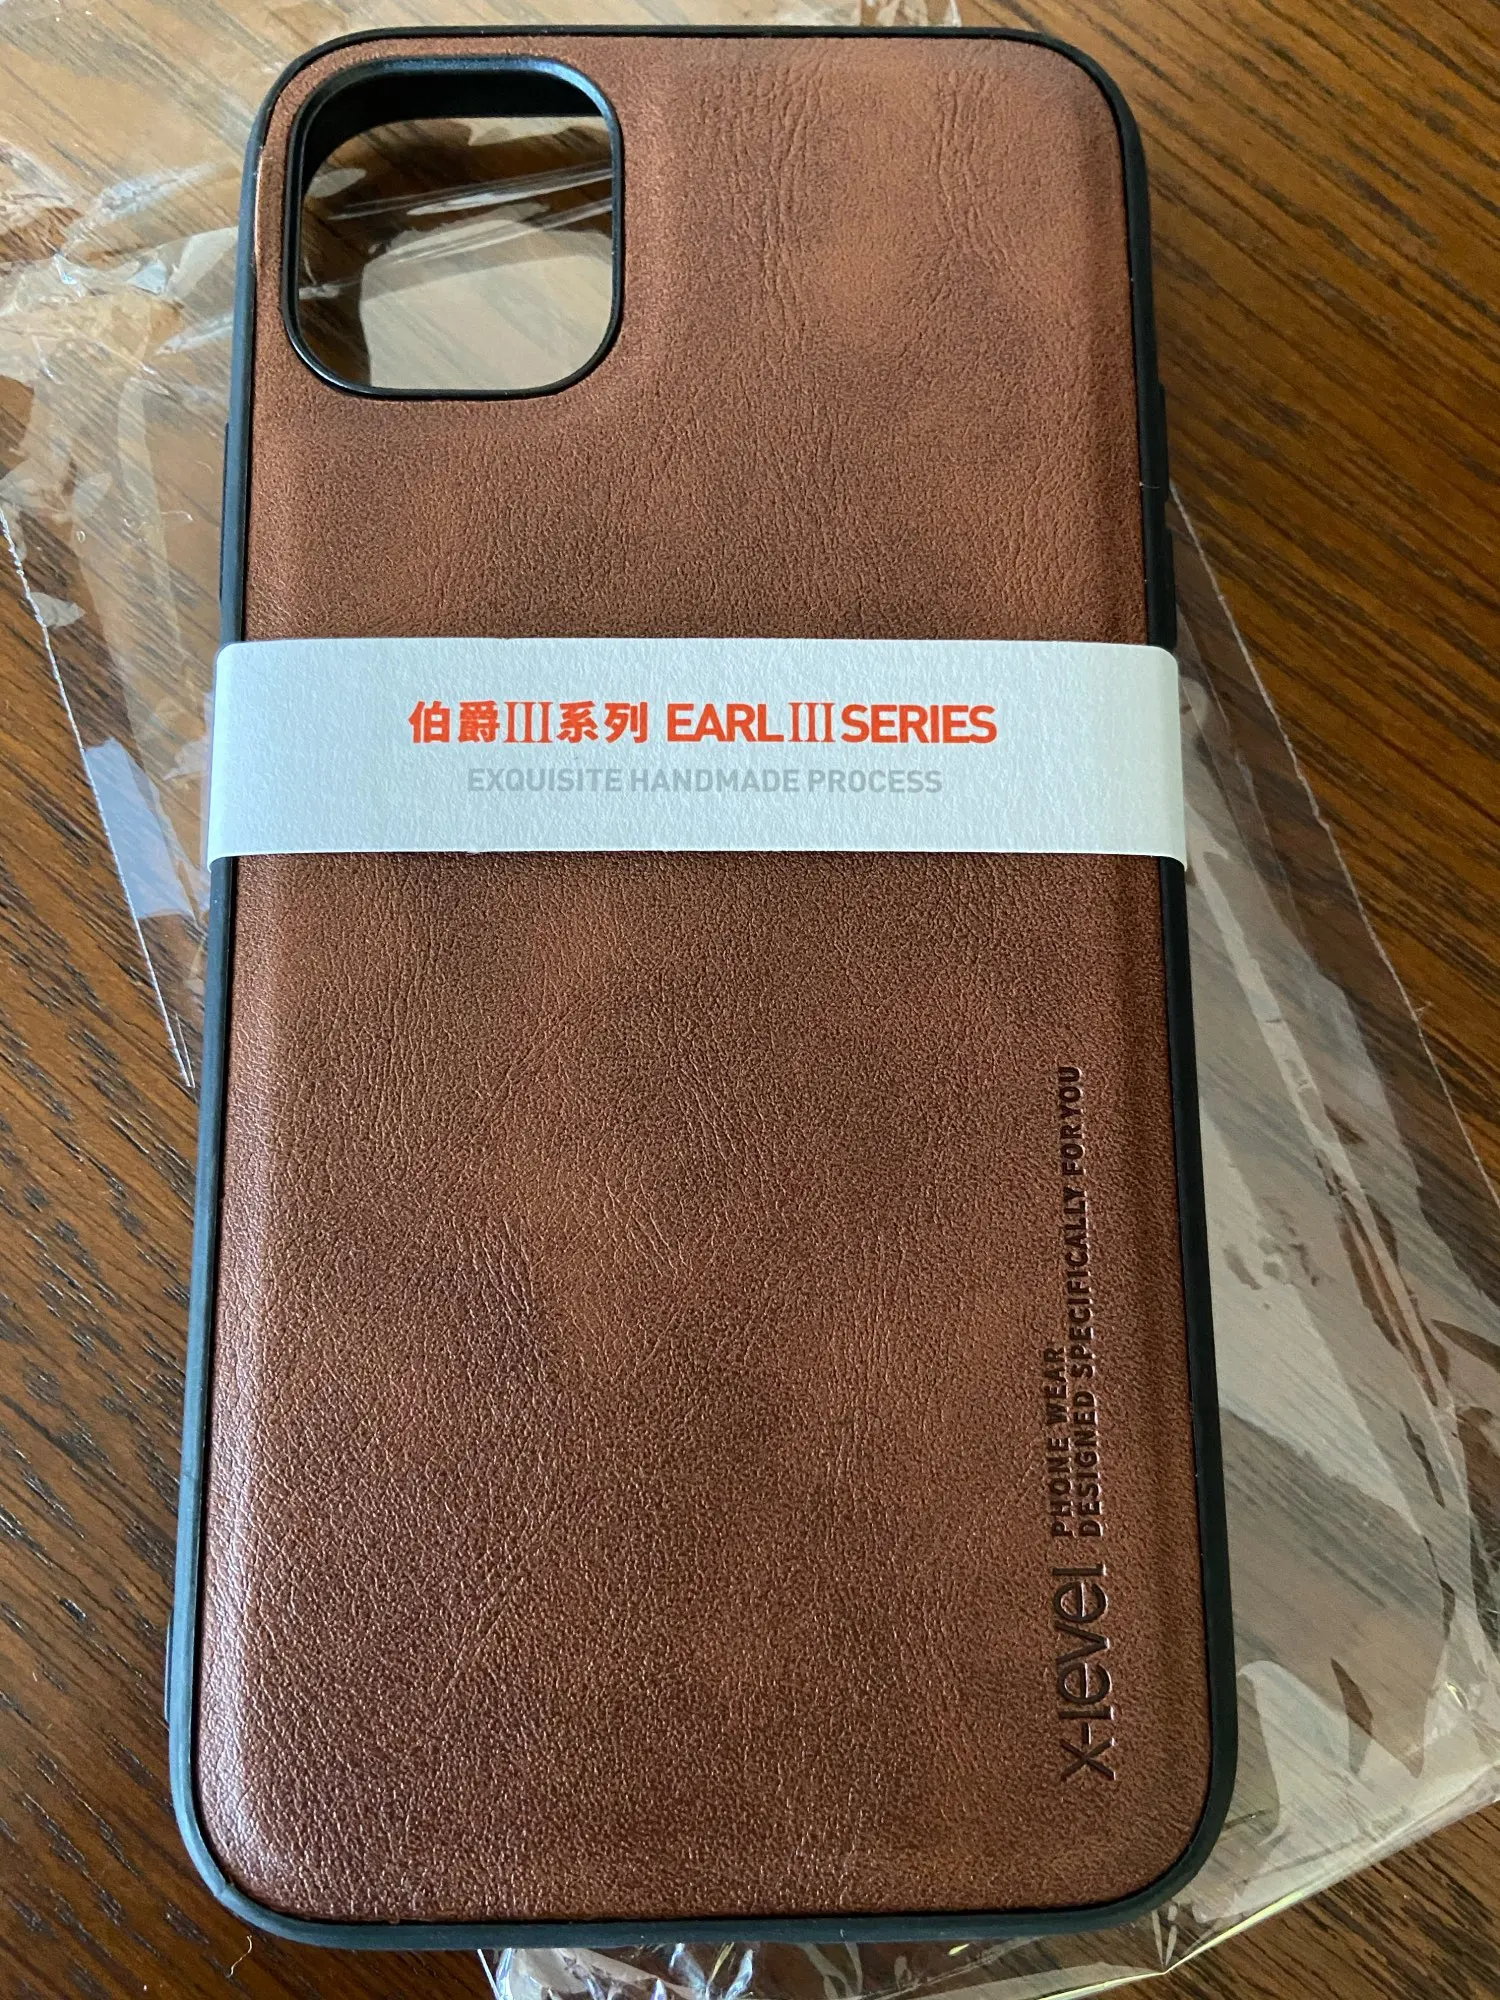 伯爵III系列 EARL III SERIES
EXQUISITE HANDMADE PROCESS
X-Level
PHONE WEAR
DESIGNED SPECIFICALLY FOR YOU